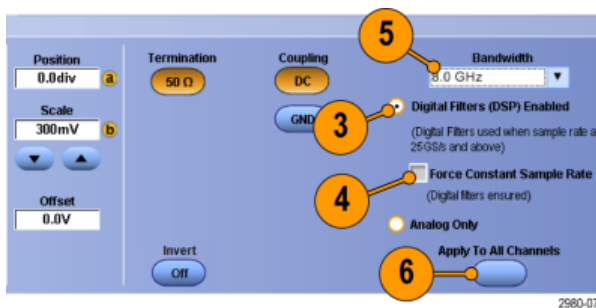 Position
0.0div a
Scale
300mV b
Offset
0.0V
Termination
50 Ω
Invert
Off
Coupling
DC
GND
5
Bandwidth
8.0 GHz
3
Digital Filters (DSP) Enabled
(Digital Filters used when sample rate
25GS/s and above)
4
Force Constant Sample Rate
(Digital filters ensured)
Analog Only
Apply To All Channels
6
2980-07